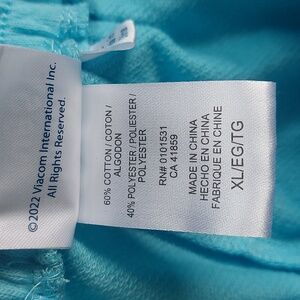 ©2022 Viacom International Inc.
All Rights Reserved.
60% COTTON / COTON /
ALGODON
40% POLYESTER / POLIESTER /
POLYESTER
RN# 0101531
CA 41859
MADE IN CHINA
HECHO EN CHINA
FABRIQUE EN CHINE
XL/EG/TG